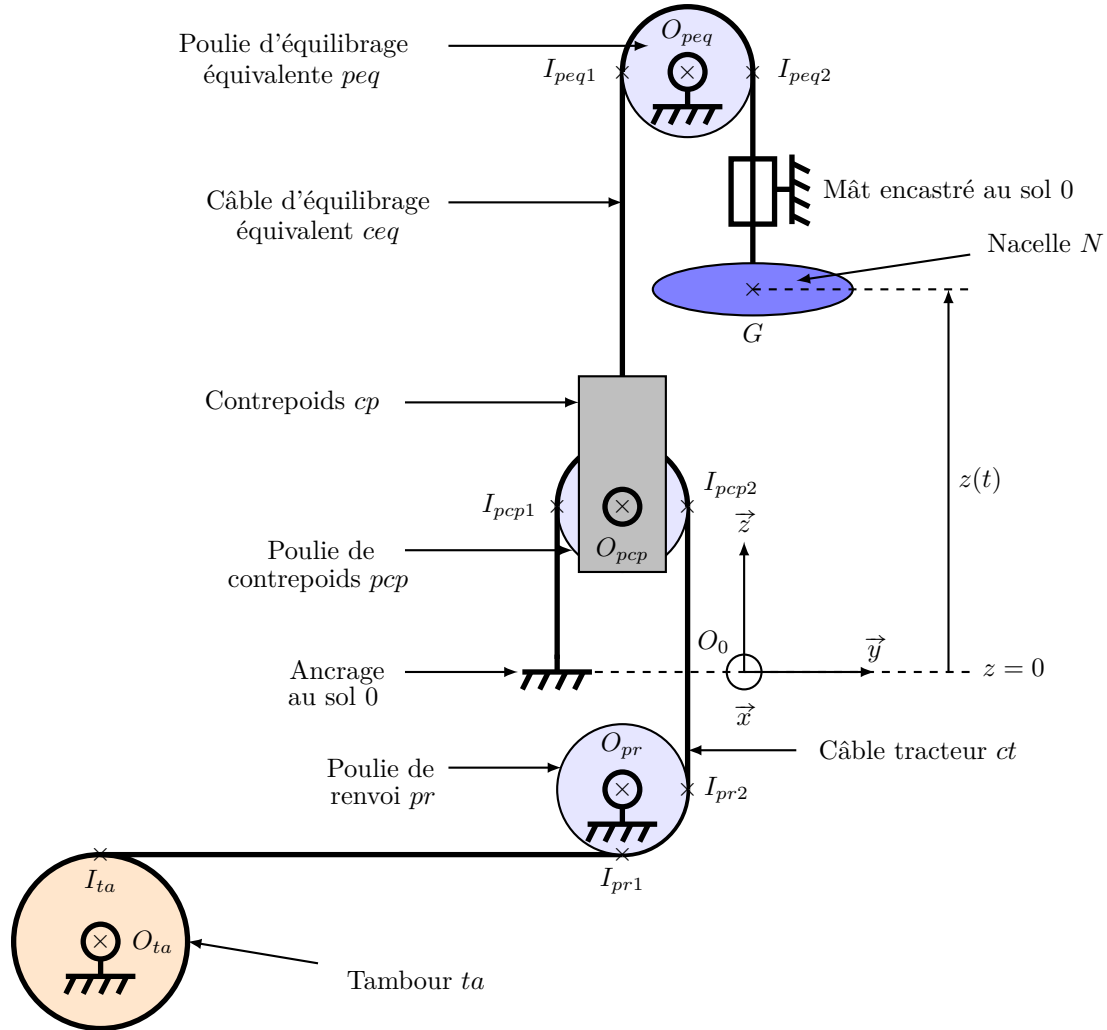 Poulie d'équilibrage
équivalente peq
O_peq
I_peq1
I_peq2
Câble d'équilibrage
équivalent ceq
Mât encastré au sol 0
Nacelle N
G
Contrepoids cp
z(t)
I_pcp1
I_pcp2
z⃗
O_pcp
Poulie de
contrepoids pcp
O_0
y⃗
z = 0
Ancrage
au sol 0
x⃗
O_pr
Câble tracteur ct
Poulie de
renvoi pr
I_pr2
I_ta
I_pr1
O_ta
Tambour ta